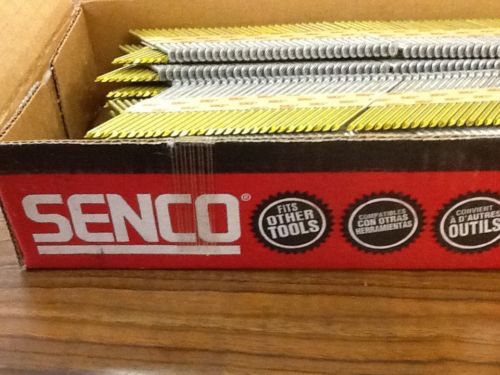 SENCO®
FITS
OTHER
TOOLS
COMPATIBLES
CON OTRAS
HERRAMIENTAS
CONVIENT
À D'AUTRES
OUTILS